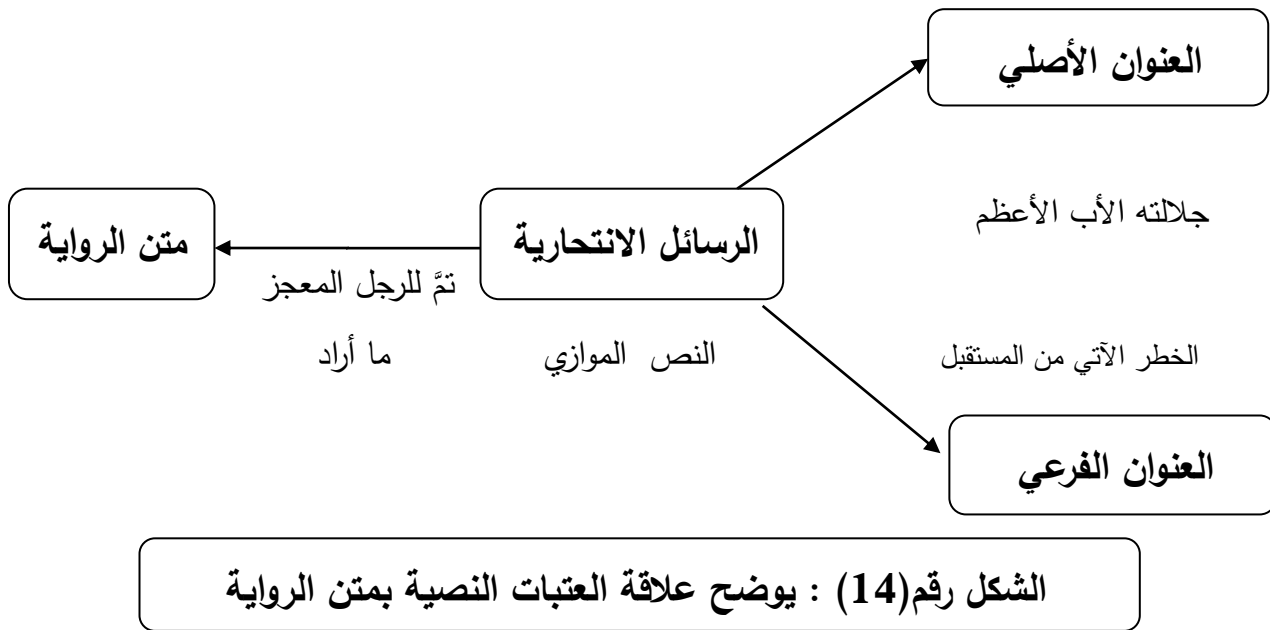 العنوان الأصلي
جلالته الأب الأعظم
الرسائل الانتحارية
متن الرواية
تمَّ للرجل المعجز
ما أراد
النص الموازي
الخطر الآتي من المستقبل
العنوان الفرعي
الشكل رقم(14) : يوضح علاقة العتبات النصية بمتن الرواية